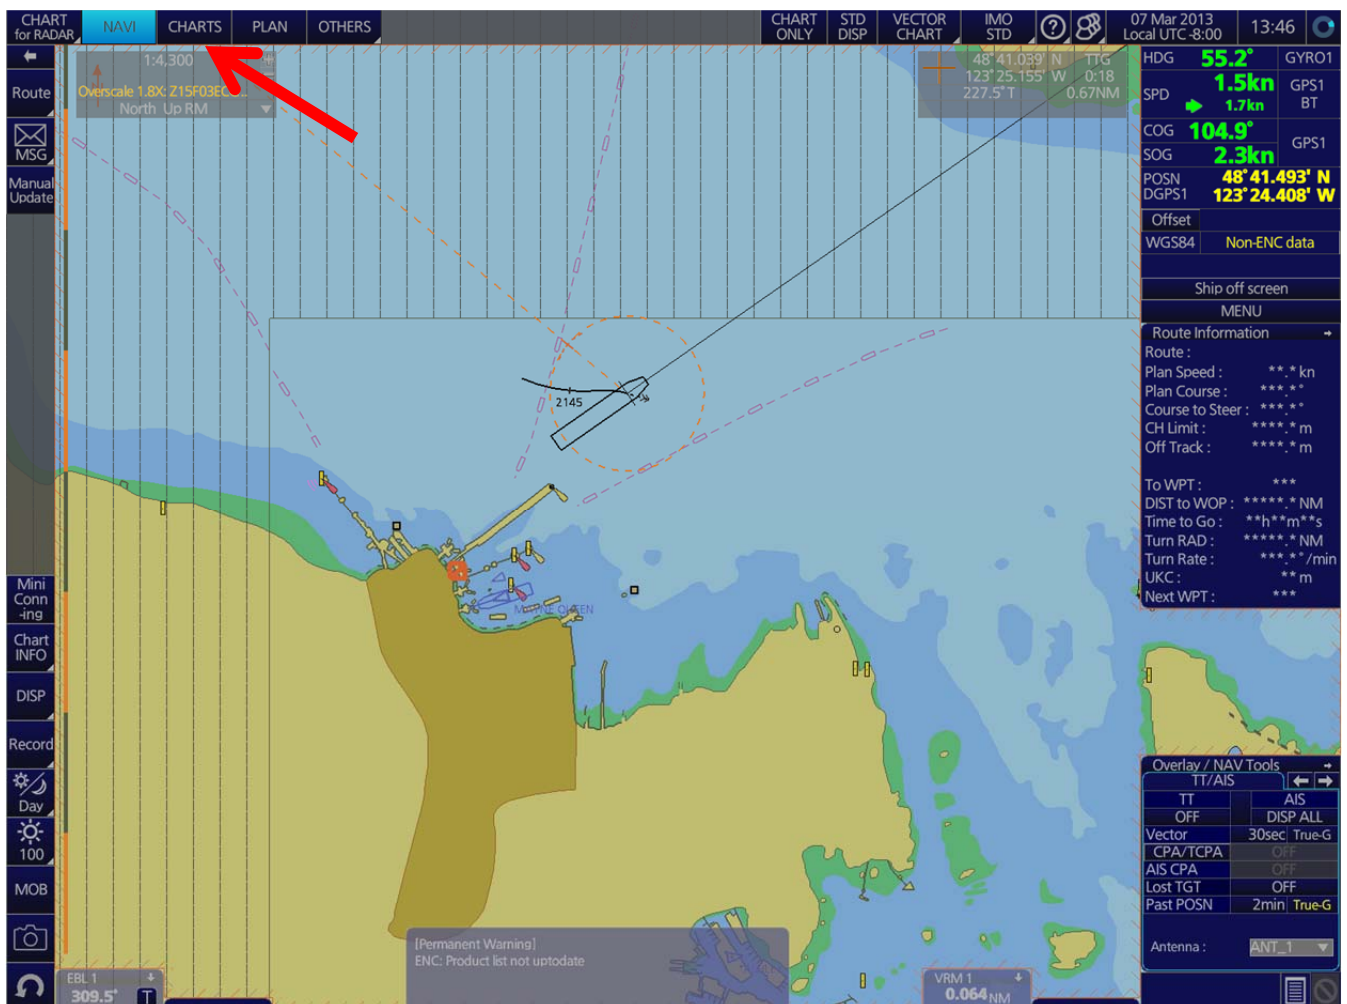 CHART
for RADAR
NAVI
CHARTS
PLAN
OTHERS
CHART
ONLY
STD
DISP
VECTOR
CHART
IMO
STD
?
07 Mar 2013
Local UTC -8:00
13:46
Route
MSG
Manual
Update
1:4,300
Overscale 1.8X: Z15F03EC
North Up RM
48°41.039' N TTG
123°25.155' W 0:18
227.5°T 0.67NM
HDG 55.2° GYRO1
SPD 1.5kn GPS1
1.7kn BT
COG 104.9°
GPS1
SOG 2.3kn
POSN 48°41.493' N
DGPS1 123°24.408' W
Offset
WGS84 Non-ENC data
Ship off screen
MENU
Route Information
Route :
Plan Speed : **.* kn
Plan Course : ***.*°
Course to Steer : ***.*°
CH Limit : ****.* m
Off Track : ****.* m
To WPT : ***
DIST to WOP : *****.* NM
Time to Go : **h**m**s
Turn RAD : *****.* NM
Turn Rate : ***.*°/min
UKC : ** m
Next WPT : ***
2145
MAYNE QUEEN
Mini
Conn
-ing
Chart
INFO
DISP
Record
Day
100
MOB
Overlay / NAV Tools
TT/AIS
TT AIS
OFF DISP ALL
Vector 30sec True-G
CPA/TCPA OFF
AIS CPA OFF
Lost TGT OFF
Past POSN 2min True-G
Antenna : ANT_1
[Permanent Warning]
ENC: Product list not uptodate
EBL 1
309.5° T
VRM 1
0.064 NM